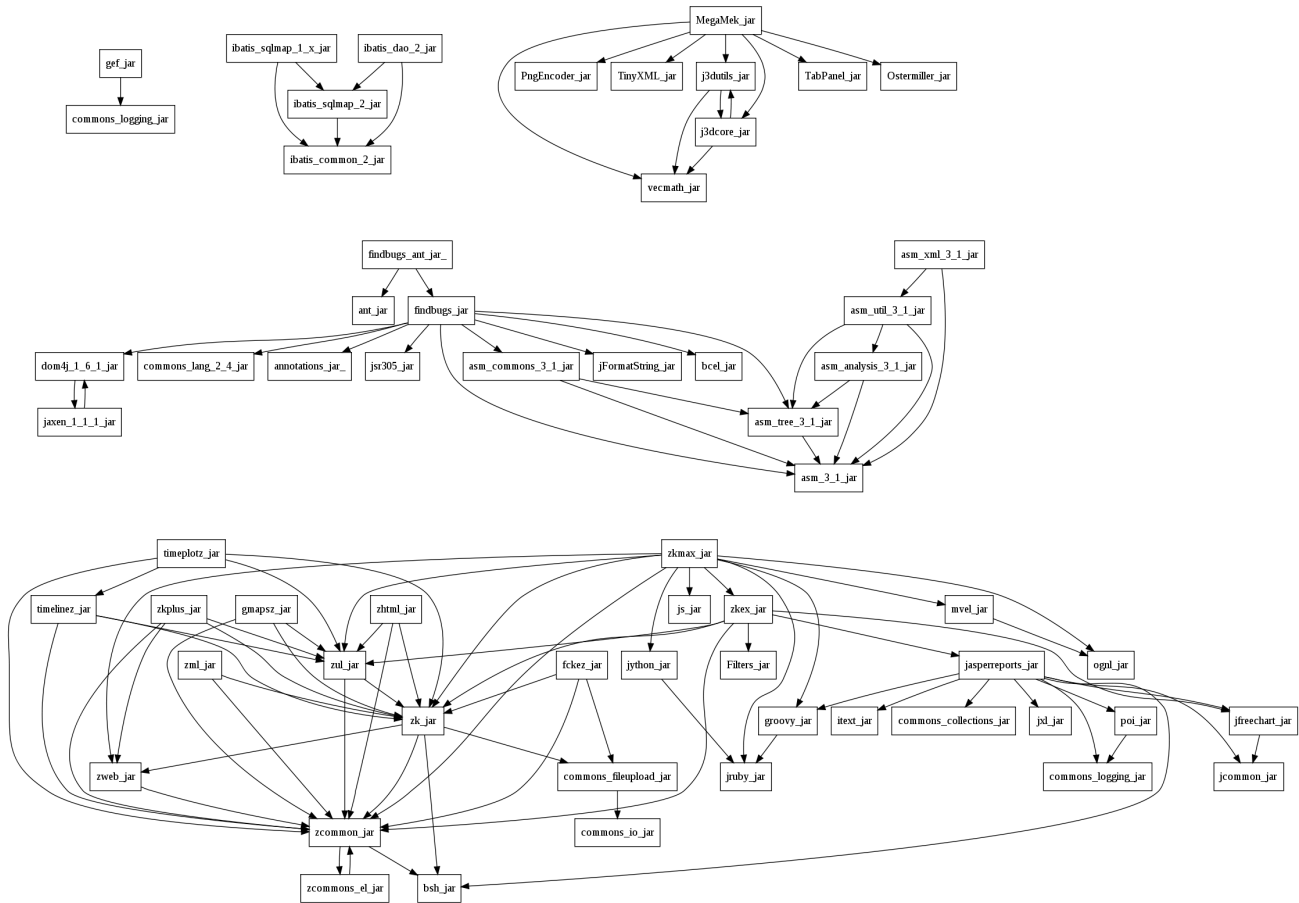 MegaMek_jar
ibatis_sqlmap_1_x_jar
ibatis_dao_2_jar
gef_jar
PngEncoder_jar
TinyXML_jar
j3dutils_jar
TabPanel_jar
Ostermiller_jar
ibatis_sqlmap_2_jar
commons_logging_jar
j3dcore_jar
ibatis_common_2_jar
vecmath_jar
findbugs_ant_jar_
asm_xml_3_1_jar
ant_jar
findbugs_jar
asm_util_3_1_jar
dom4j_1_6_1_jar
commons_lang_2_4_jar
annotations_jar_
jsr305_jar
asm_commons_3_1_jar
jFormatString_jar
bcel_jar
asm_analysis_3_1_jar
jaxen_1_1_1_jar
asm_tree_3_1_jar
asm_3_1_jar
timeplotz_jar
zkmax_jar
timelinez_jar
zkplus_jar
gmapsz_jar
zhtml_jar
js_jar
zkex_jar
mvel_jar
zml_jar
zul_jar
fckez_jar
jython_jar
Filters_jar
jasperreports_jar
ognl_jar
zk_jar
groovy_jar
itext_jar
commons_collections_jar
jxl_jar
poi_jar
jfreechart_jar
zweb_jar
commons_fileupload_jar
jruby_jar
commons_logging_jar
jcommon_jar
zcommon_jar
commons_io_jar
zcommons_el_jar
bsh_jar